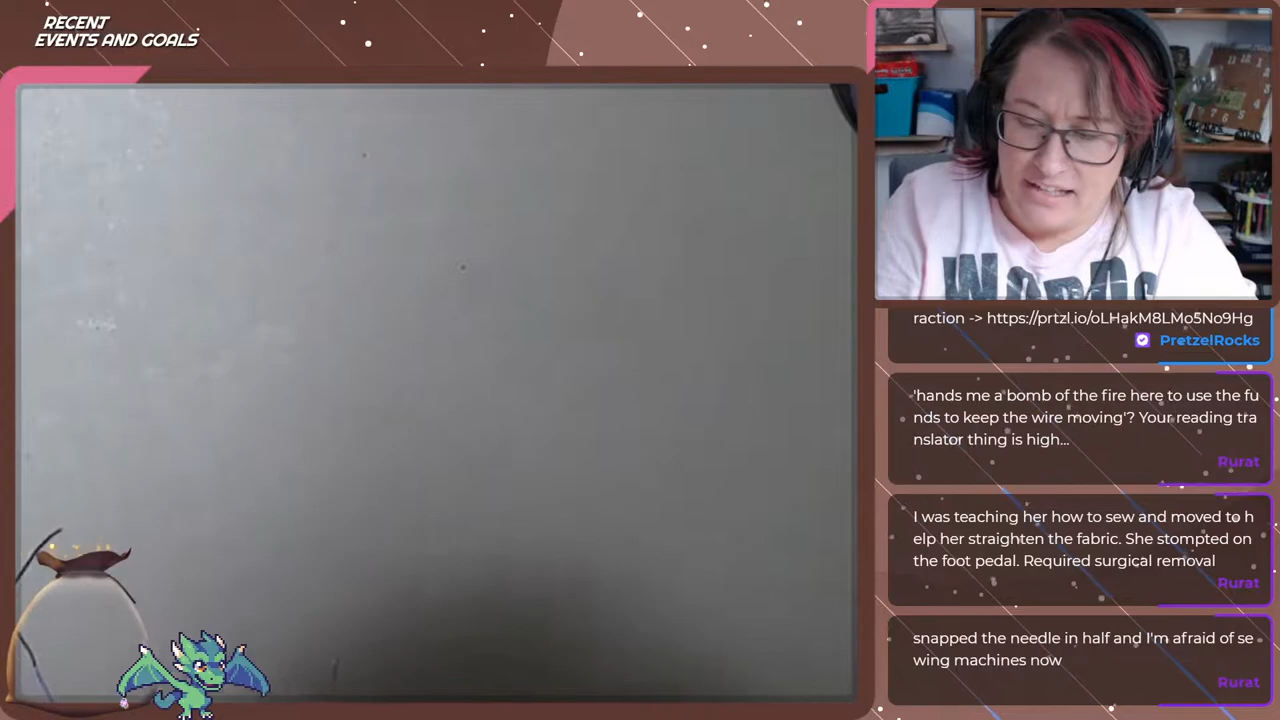 RECENT
EVENTS AND GOALS
WORDS
raction -> https://prtzl.io/oLHakM8LMo5No9Hg
PretzelRocks
'hands me a bomb of the fire here to use the fu
nds to keep the wire moving'? Your reading tra
nslator thing is high...
Rurat
I was teaching her how to sew and moved to h
elp her straighten the fabric. She stompted on
the foot pedal. Required surgical removal
Rurat
snapped the needle in half and I'm afraid of se
wing machines now
Rurat